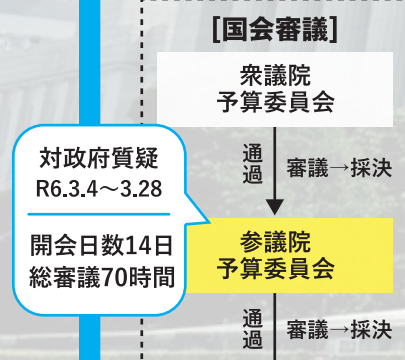 [国会審議]
衆議院
予算委員会
通過
審議→採決
対政府質疑
R6.3.4～3.28
開会日数14日
総審議70時間
参議院
予算委員会
通過
審議→採決